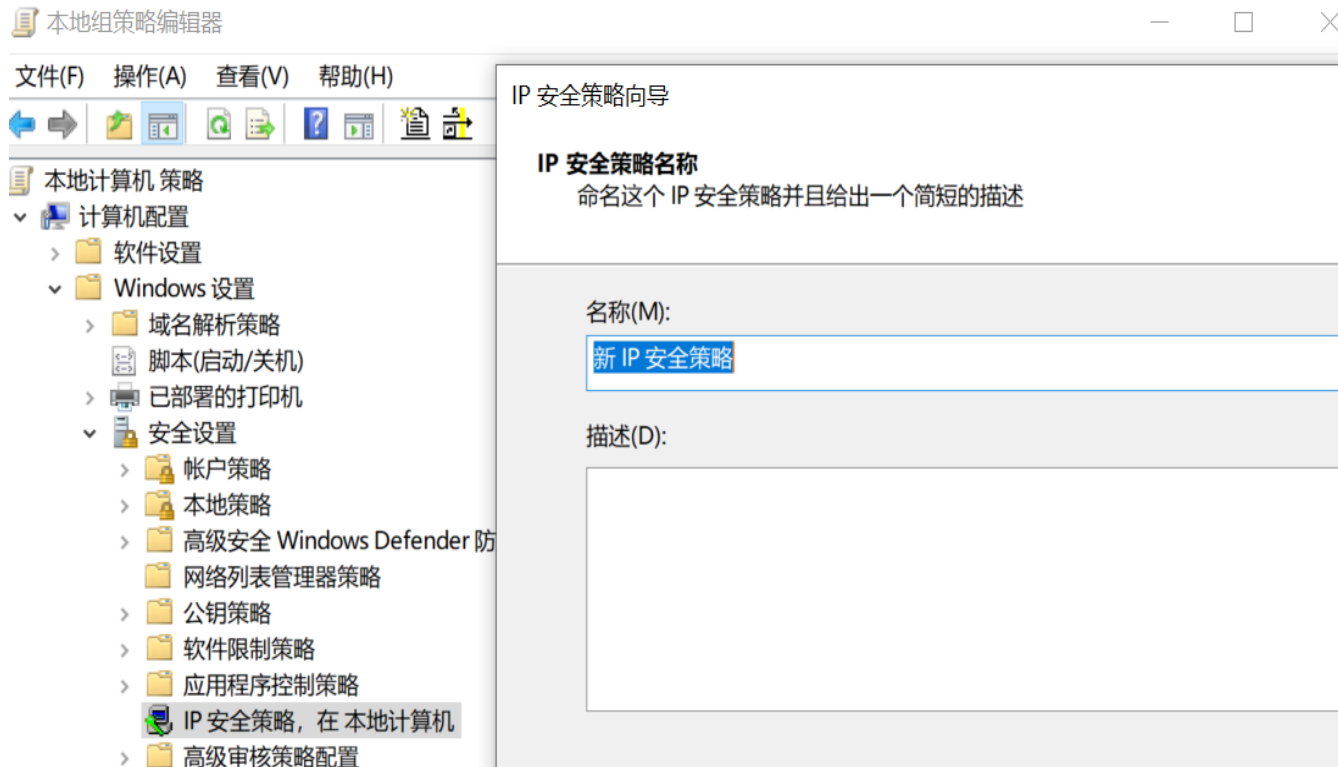 本地组策略编辑器
文件(F) 操作(A) 查看(V) 帮助(H)
本地计算机 策略
计算机配置
软件设置
Windows 设置
域名解析策略
脚本(启动/关机)
已部署的打印机
安全设置
帐户策略
本地策略
高级安全 Windows Defender 防
网络列表管理器策略
公钥策略
软件限制策略
应用程序控制策略
IP 安全策略，在 本地计算机
高级审核策略配置
IP 安全策略向导
IP 安全策略名称
命名这个 IP 安全策略并且给出一个简短的描述
名称(M):
新 IP 安全策略
描述(D):